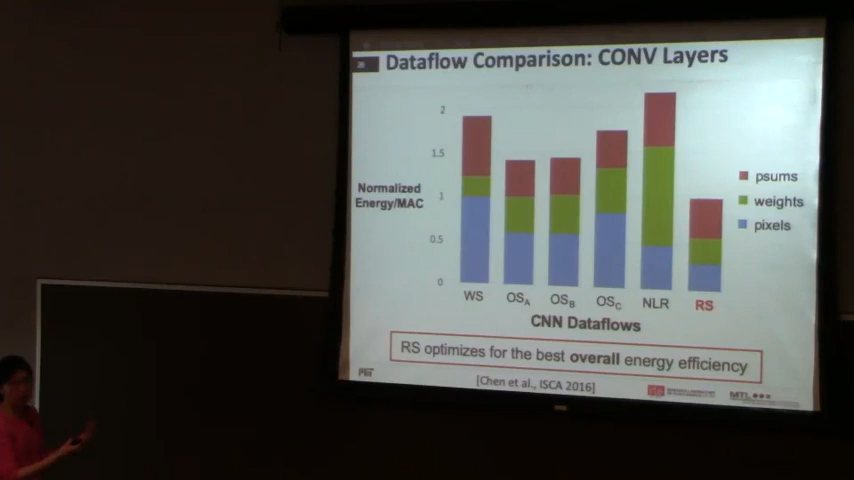 Dataflow Comparison: CONV Layers
2
1.5
1
0.5
0
Normalized
Energy/MAC
psums
weights
pixels
WS OSA OSB OSC NLR RS
CNN Dataflows
RS optimizes for the best overall energy efficiency
[Chen et al., ISCA 2016]
MTL